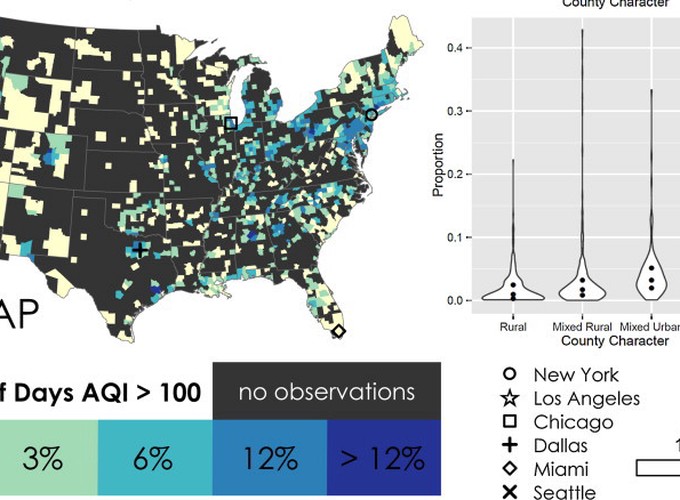 County Character
0.4
0.3
0.2
0.1
0.0
Proportion
Rural Mixed Rural Mixed Urban
County Character
AP
f Days AQI > 100
no observations
3% 6% 12% > 12%
New York
Los Angeles
Chicago
Dallas
Miami
Seattle
1